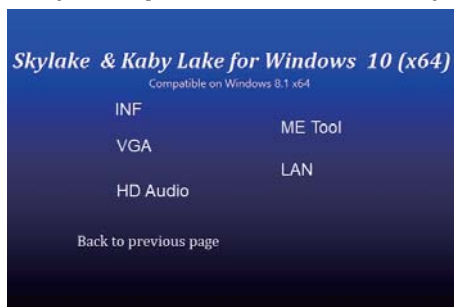 Skylake & Kaby Lake for Windows 10 (x64)
Compatible on Windows 8.1 x64
INF
ME Tool
VGA
LAN
HD Audio
Back to previous page